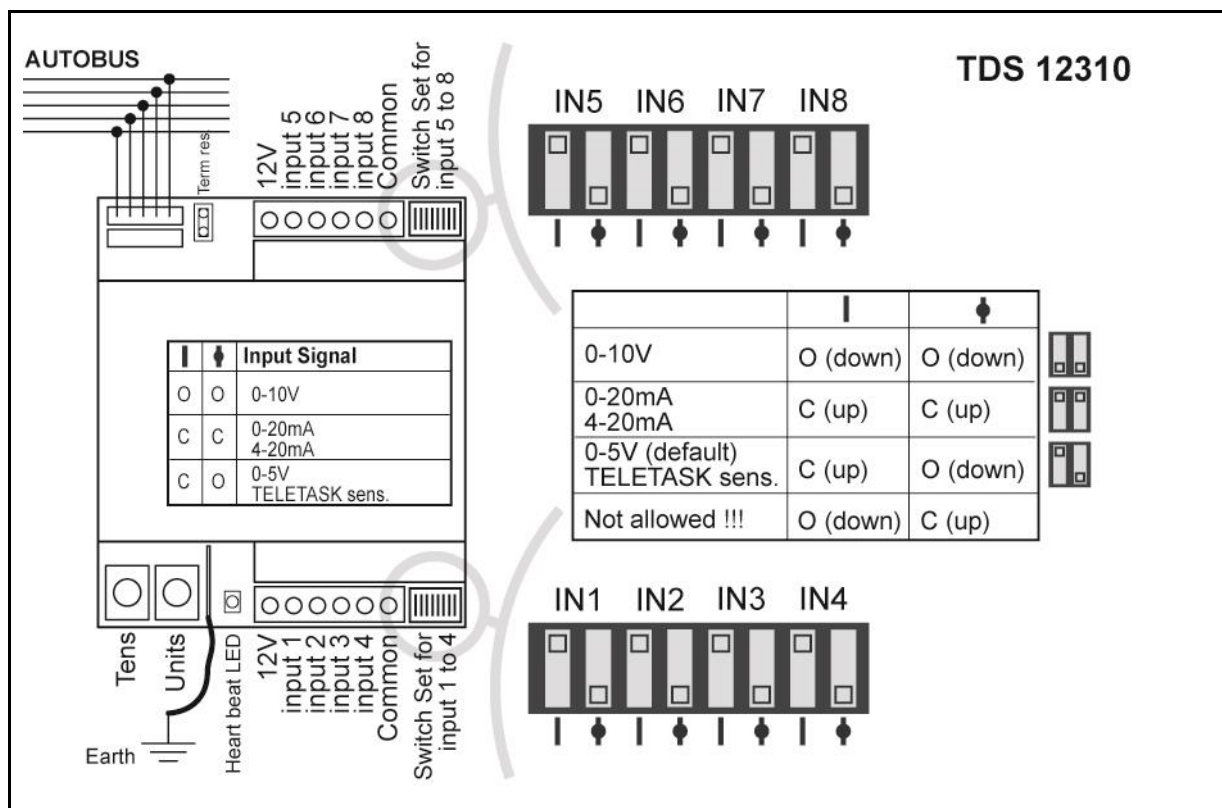 AUTOBUS
TDS 12310
Term res
12V
input 5
input 6
input 7
input 8
Common
Switch Set for
input 5 to 8
IN5 IN6 IN7 IN8
Input Signal
O O 0-10V
C C 0-20mA
4-20mA
C O 0-5V
TELETASK sens.
0-10V O (down) O (down)
0-20mA
4-20mA C (up) C (up)
0-5V (default)
TELETASK sens. C (up) O (down)
Not allowed !!! O (down) C (up)
IN1 IN2 IN3 IN4
Tens
Units
Heart beat LED
12V
input 1
input 2
input 3
input 4
Common
Switch Set for
input 1 to 4
Earth